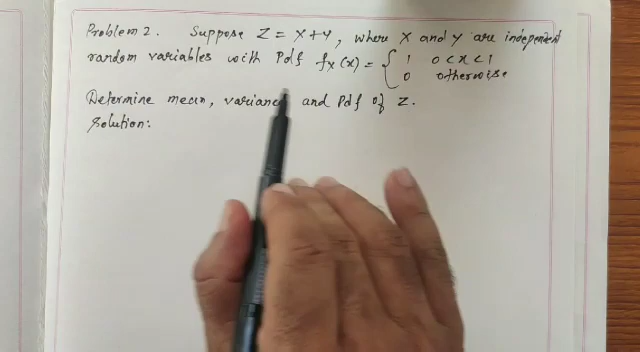 Problem 2. Suppose Z = X+Y, where X and Y are independent
random variables with Pdf fx(x) = { 1 0<x<1
0 otherwise
Determine mean, variance and Pdf of Z.
Solution: